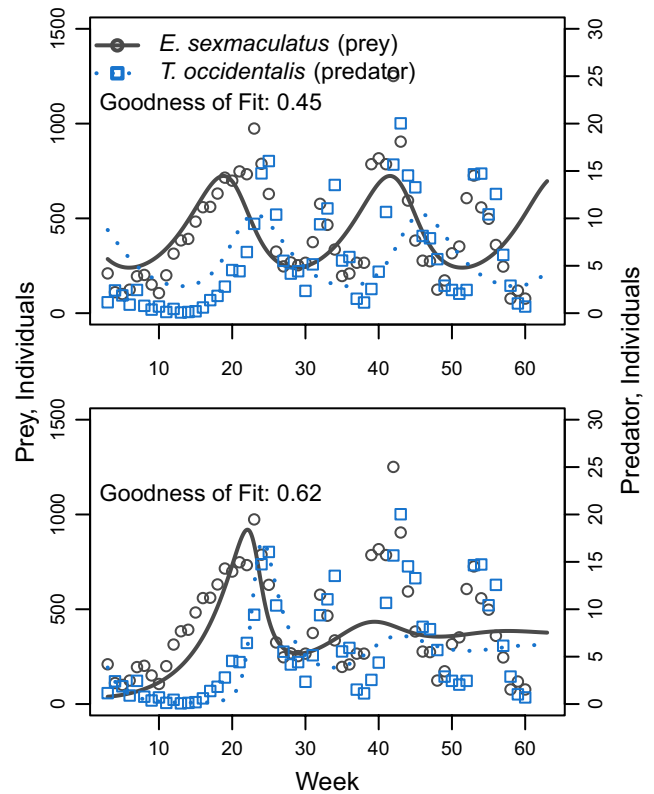 E. sexmaculatus (prey)
T. occidentalis (predator)
Goodness of Fit: 0.45
1500
1000
500
0
30
25
20
15
10
5
0
10 20 30 40 50 60
Prey, Individuals
Predator, Individuals
Goodness of Fit: 0.62
1500
1000
500
0
30
25
20
15
10
5
0
10 20 30 40 50 60
Week